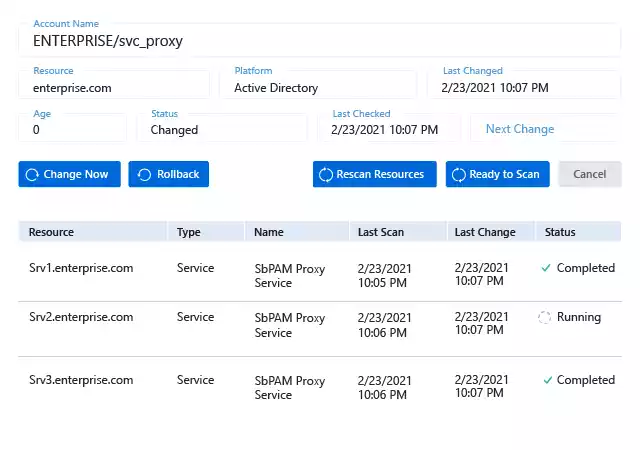 Account Name
ENTERPRISE/svc_proxy
Resource Platform Last Changed
enterprise.com Active Directory 2/23/2021 10:07 PM
Age Status Last Checked
0 Changed 2/23/2021 10:07 PM Next Change
Change Now Rollback Rescan Resources Ready to Scan Cancel
Resource Type Name Last Scan Last Change Status
Srv1.enterprise.com Service SbPAM Proxy 2/23/2021 2/23/2021 Completed
Service 10:05 PM 10:07 PM
Srv2.enterprise.com Service SbPAM Proxy 2/23/2021 2/23/2021 Running
Service 10:06 PM 10:07 PM
Srv3.enterprise.com Service SbPAM Proxy 2/23/2021 2/23/2021 Completed
Service 10:06 PM 10:07 PM